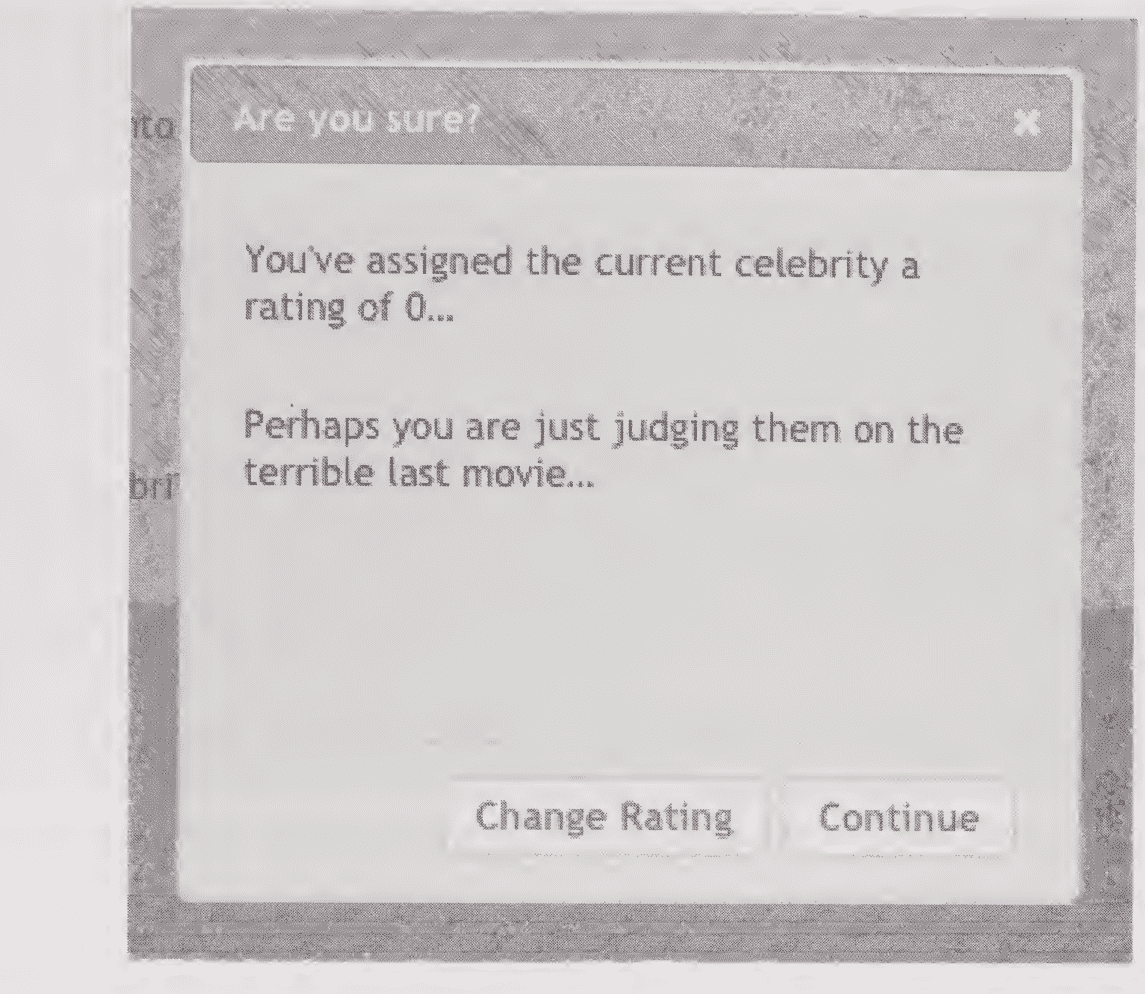 Are you sure?
You've assigned the current celebrity a
rating of 0...
Perhaps you are just judging them on the
terrible last movie...
Change Rating
Continue